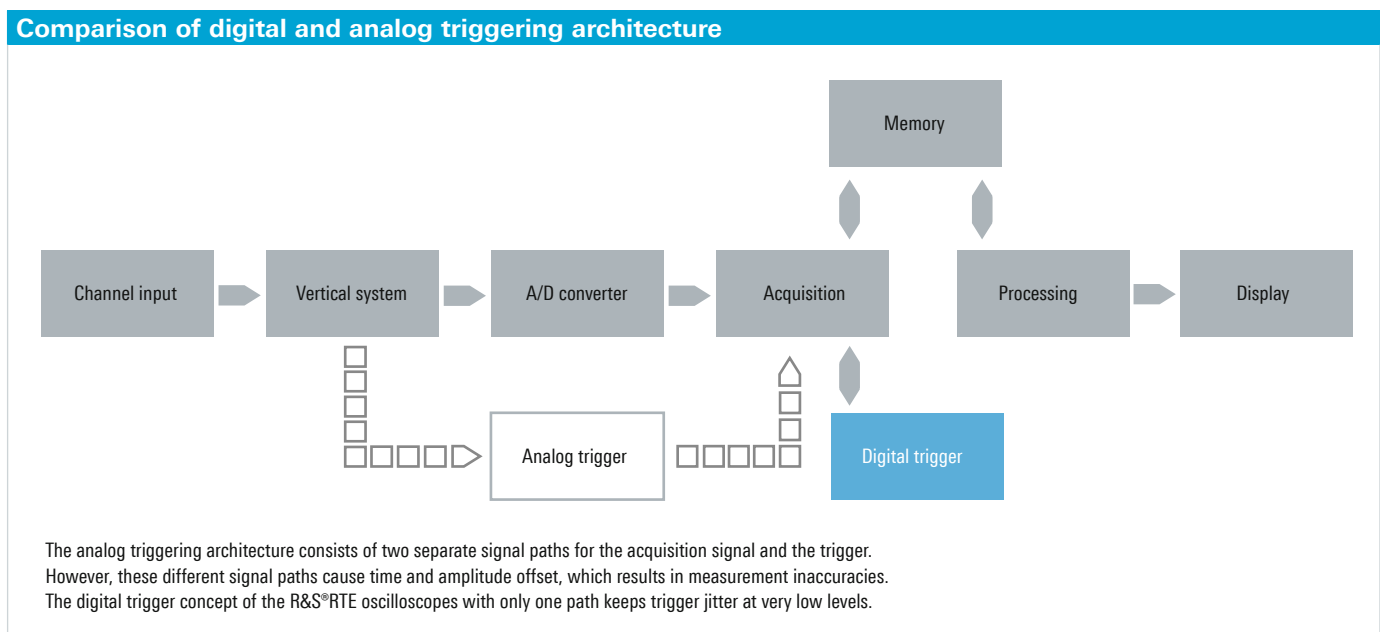 Comparison of digital and analog triggering architecture
Memory
Channel input
Vertical system
A/D converter
Acquisition
Processing
Display
Analog trigger
Digital trigger
The analog triggering architecture consists of two separate signal paths for the acquisition signal and the trigger.
However, these different signal paths cause time and amplitude offset, which results in measurement inaccuracies.
The digital trigger concept of the R&S®RTE oscilloscopes with only one path keeps trigger jitter at very low levels.